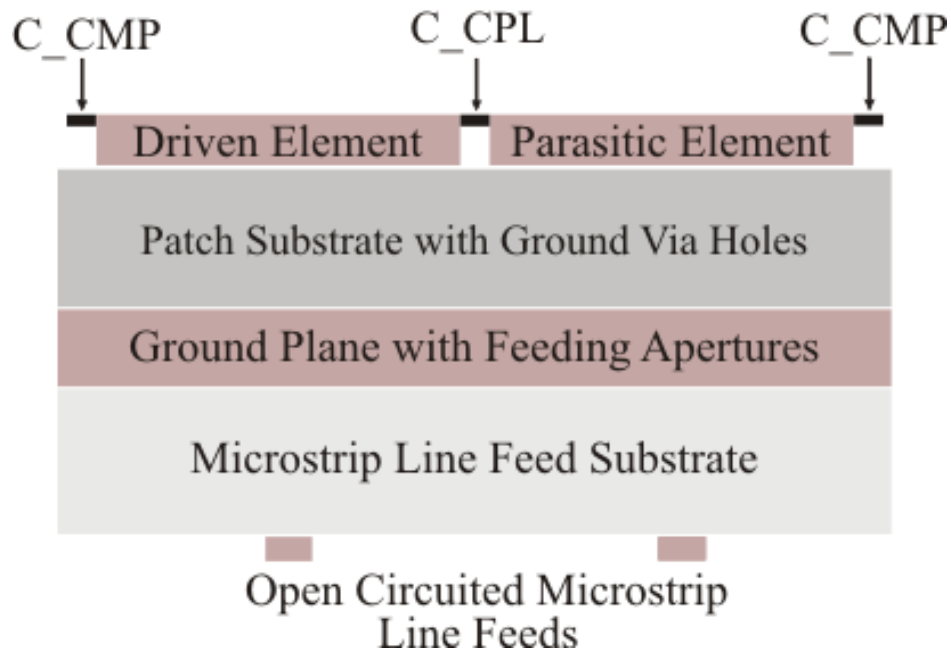 C_CMP
C_CPL
C_CMP
Driven Element
Parasitic Element
Patch Substrate with Ground Via Holes
Ground Plane with Feeding Apertures
Microstrip Line Feed Substrate
Open Circuited Microstrip
Line Feeds